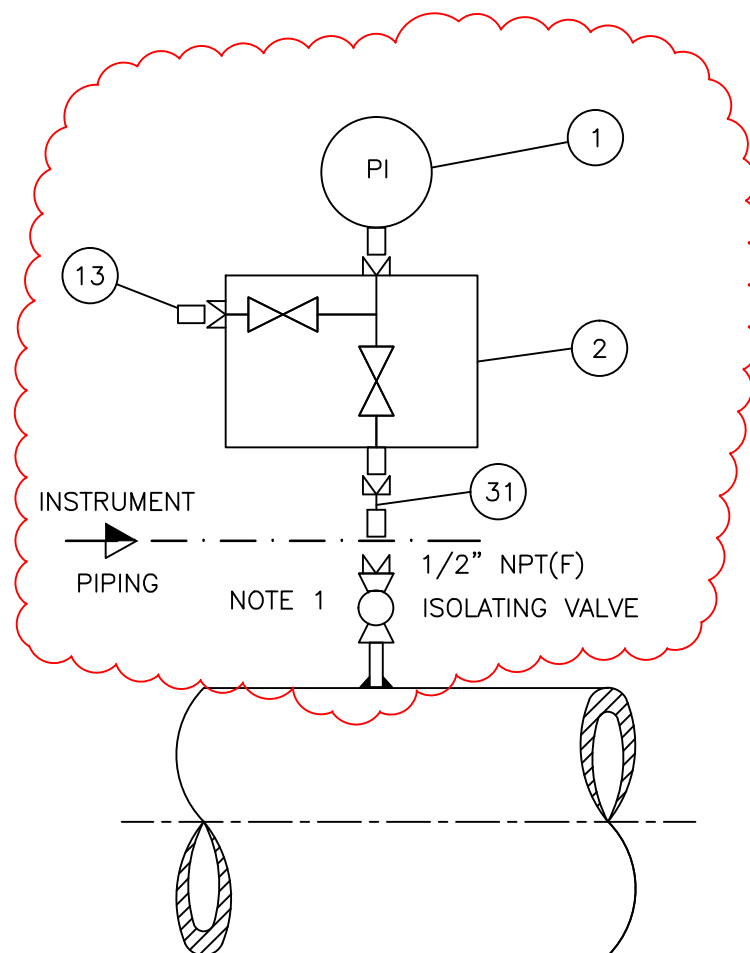 1
PI
13
2
31
INSTRUMENT
1/2" NPT(F)
PIPING
NOTE 1
ISOLATING VALVE